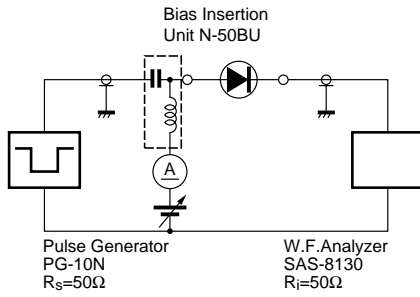 Bias Insertion
Unit N-50BU
A
Pulse Generator
PG-10N
Rs=50Ω
W.F.Analyzer
SAS-8130
Ri=50Ω